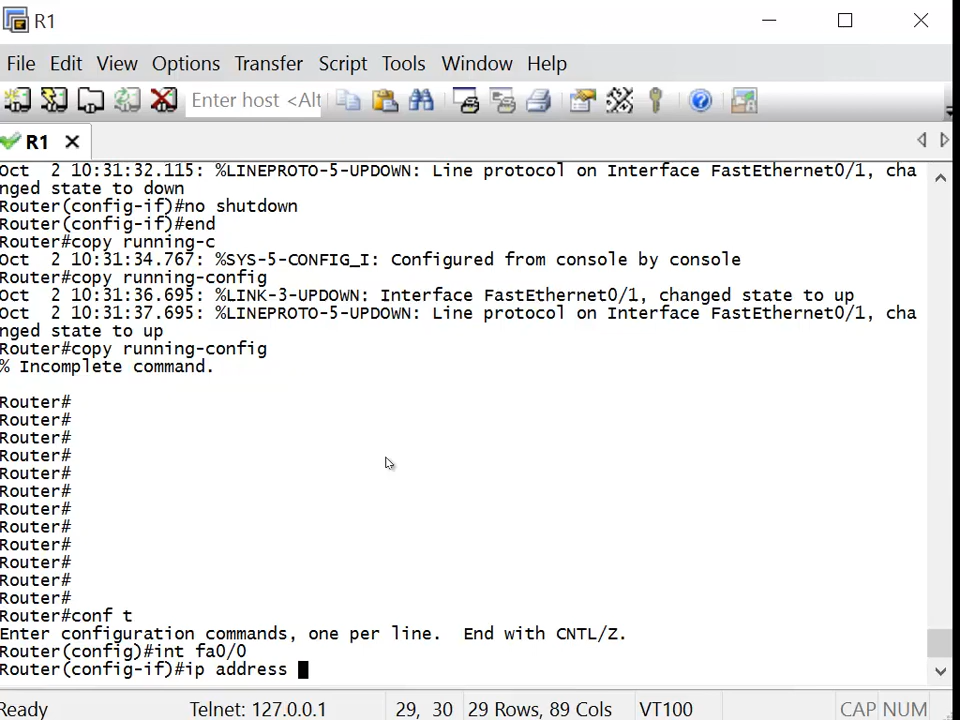 R1
File Edit View Options Transfer Script Tools Window Help
Enter host <Alt
R1
Oct  2 10:31:32.115: %LINEPROTO-5-UPDOWN: Line protocol on Interface FastEthernet0/1, cha
nged state to down
Router(config-if)#no shutdown
Router(config-if)#end
Router#copy running-c
Oct  2 10:31:34.767: %SYS-5-CONFIG_I: Configured from console by console
Router#copy running-config
Oct  2 10:31:36.695: %LINK-3-UPDOWN: Interface FastEthernet0/1, changed state to up
Oct  2 10:31:37.695: %LINEPROTO-5-UPDOWN: Line protocol on Interface FastEthernet0/1, cha
nged state to up
Router#copy running-config
% Incomplete command.
Router#
Router#
Router#
Router#
Router#
Router#
Router#
Router#
Router#
Router#
Router#
Router#
Router#conf t
Enter configuration commands, one per line.  End with CNTL/Z.
Router(config)#int fa0/0
Router(config-if)#ip address
Ready Telnet: 127.0.0.1 29, 30 29 Rows, 89 Cols VT100 CAP NUM